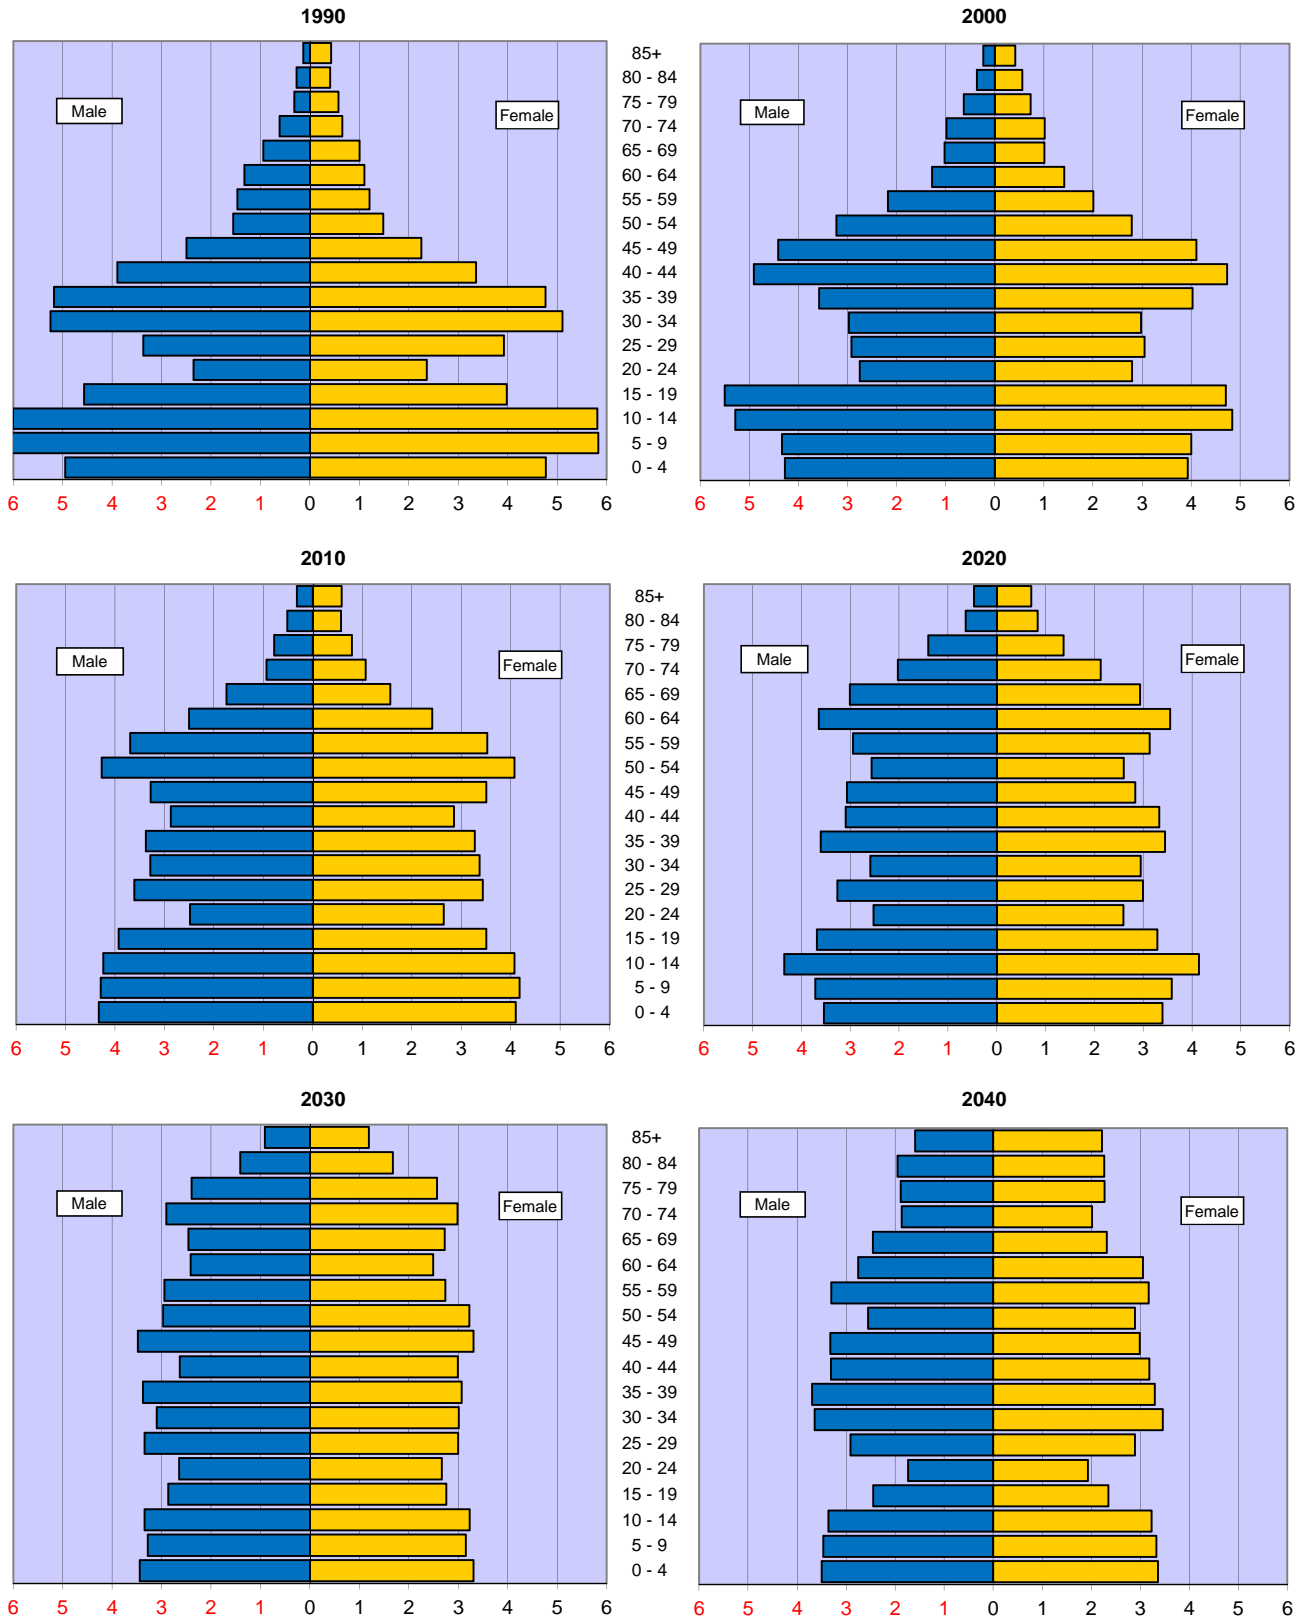 1990
2000
Male
Female
Male
Female
85+
80 - 84
75 - 79
70 - 74
65 - 69
60 - 64
55 - 59
50 - 54
45 - 49
40 - 44
35 - 39
30 - 34
25 - 29
20 - 24
15 - 19
10 - 14
5 - 9
0 - 4
6 5 4 3 2 1 0 1 2 3 4 5 6
6 5 4 3 2 1 0 1 2 3 4 5 6
2010
2020
Male
Female
Male
Female
85+
80 - 84
75 - 79
70 - 74
65 - 69
60 - 64
55 - 59
50 - 54
45 - 49
40 - 44
35 - 39
30 - 34
25 - 29
20 - 24
15 - 19
10 - 14
5 - 9
0 - 4
6 5 4 3 2 1 0 1 2 3 4 5 6
6 5 4 3 2 1 0 1 2 3 4 5 6
2030
2040
Male
Female
Male
Female
85+
80 - 84
75 - 79
70 - 74
65 - 69
60 - 64
55 - 59
50 - 54
45 - 49
40 - 44
35 - 39
30 - 34
25 - 29
20 - 24
15 - 19
10 - 14
5 - 9
0 - 4
6 5 4 3 2 1 0 1 2 3 4 5 6
6 5 4 3 2 1 0 1 2 3 4 5 6